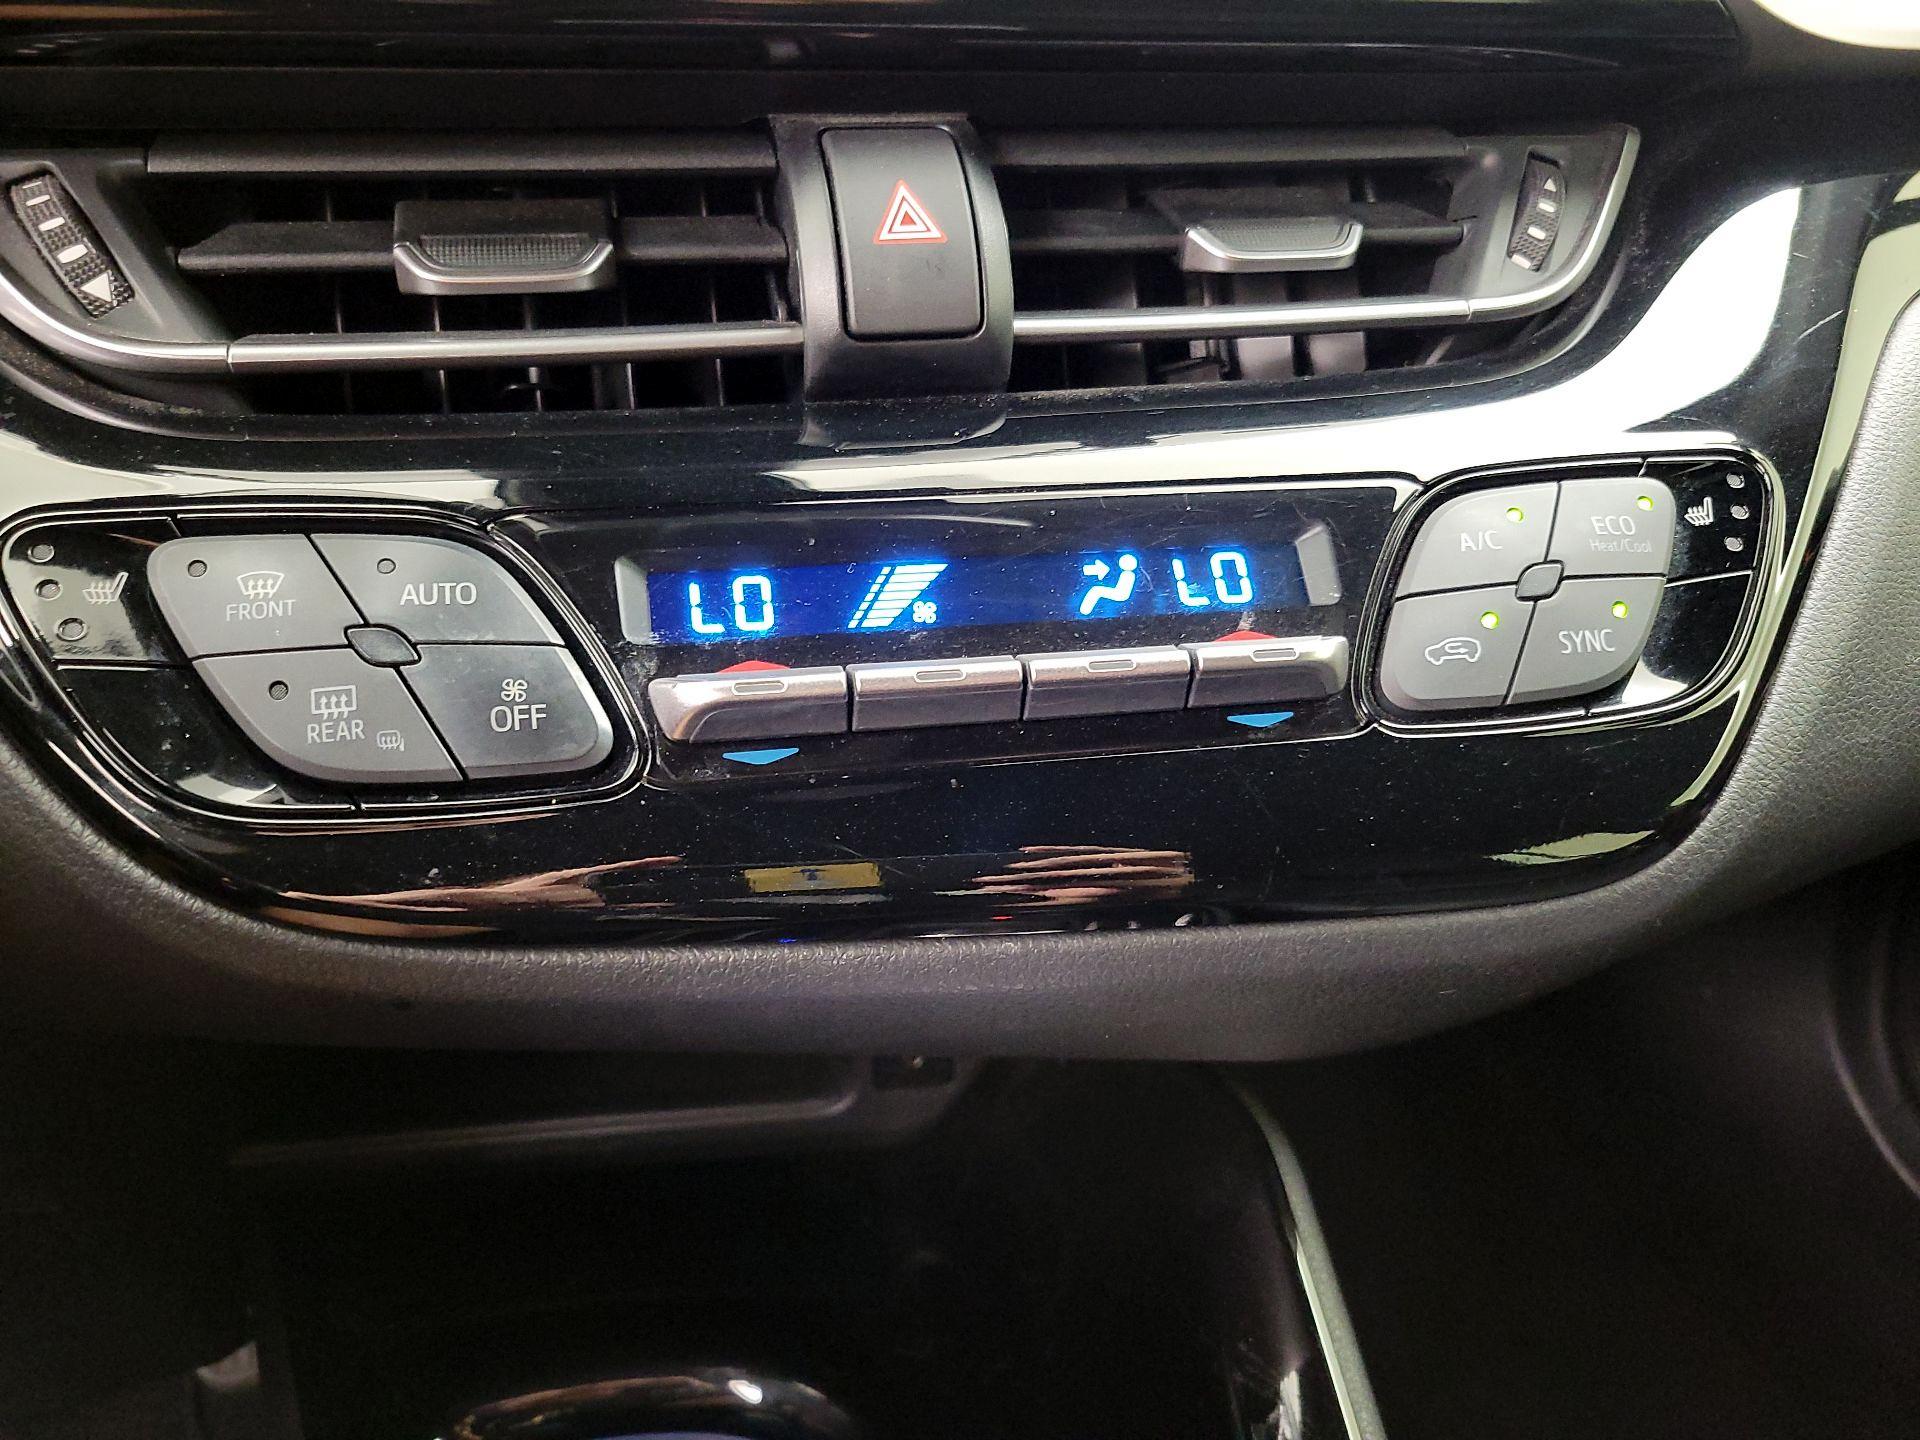 LO
LO
FRONT
AUTO
REAR
OFF
A/C
ECO
Heat/Cool
SYNC